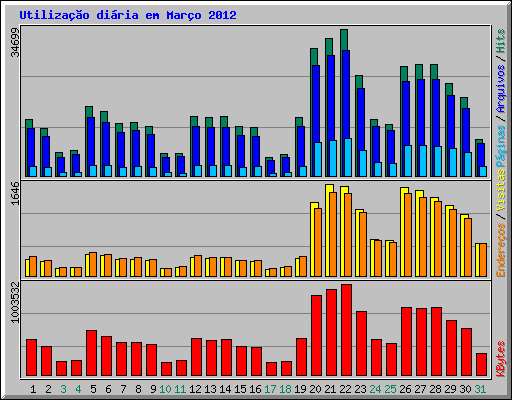 Utilização diária em Março 2012
34699
1646
1003532
Hits / Arquivos / Páginas
Visitas / Endereços
KBytes
1 2 3 4 5 6 7 8 9 10 11 12 13 14 15 16 17 18 19 20 21 22 23 24 25 26 27 28 29 30 31